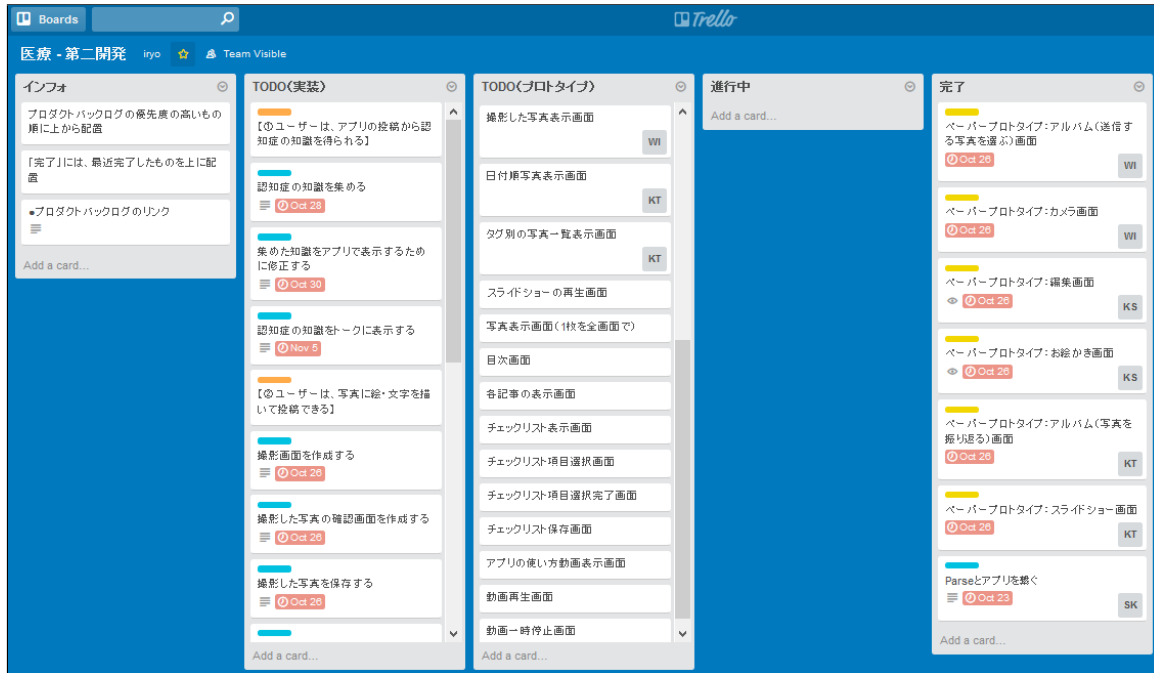 Boards
Trello
医療 - 第二開発 iryo Team Visible
インフォ
プロダクトバックログの優先度の高いもの
順に上から配置
「完了」には、最近完了したものを上に配
置
●プロダクトバックログのリンク
Add a card...
TODO(実装)
【①ユーザーは、アプリの投稿から認
知症の知識を得られる】
認知症の知識を集める
Oct 28
集めた知識をアプリで表示するため
に修正する
Oct 30
認知症の知識をトークに表示する
Nov 5
【②ユーザーは、写真に絵・文字を描
いて投稿できる】
撮影画面を作成する
Oct 26
撮影した写真の確認画面を作成する
Oct 26
撮影した写真を保存する
Oct 26
Add a card...
TODO(プロトタイプ)
撮影した写真表示画面
WI
日付順写真表示画面
KT
タグ別の写真一覧表示画面
KT
スライドショーの再生画面
写真表示画面(1枚を全画面で)
目次画面
各記事の表示画面
チェックリスト表示画面
チェックリスト項目選択画面
チェックリスト項目選択完了画面
チェックリスト保存画面
アプリの使い方動画表示画面
動画再生画面
動画一時停止画面
Add a card...
進行中
Add a card...
完了
ペーパープロトタイプ:アルバム(送信す
る写真を選ぶ)画面
Oct 26
WI
ペーパープロトタイプ:カメラ画面
Oct 26
WI
ペーパープロトタイプ:編集画面
Oct 26
KS
ペーパープロトタイプ:お絵かき画面
Oct 26
KS
ペーパープロトタイプ:アルバム(写真を
振り返る)画面
Oct 26
KT
ペーパープロトタイプ:スライドショー画面
Oct 26
KT
Parseとアプリを繋ぐ
Oct 23
SK
Add a card...